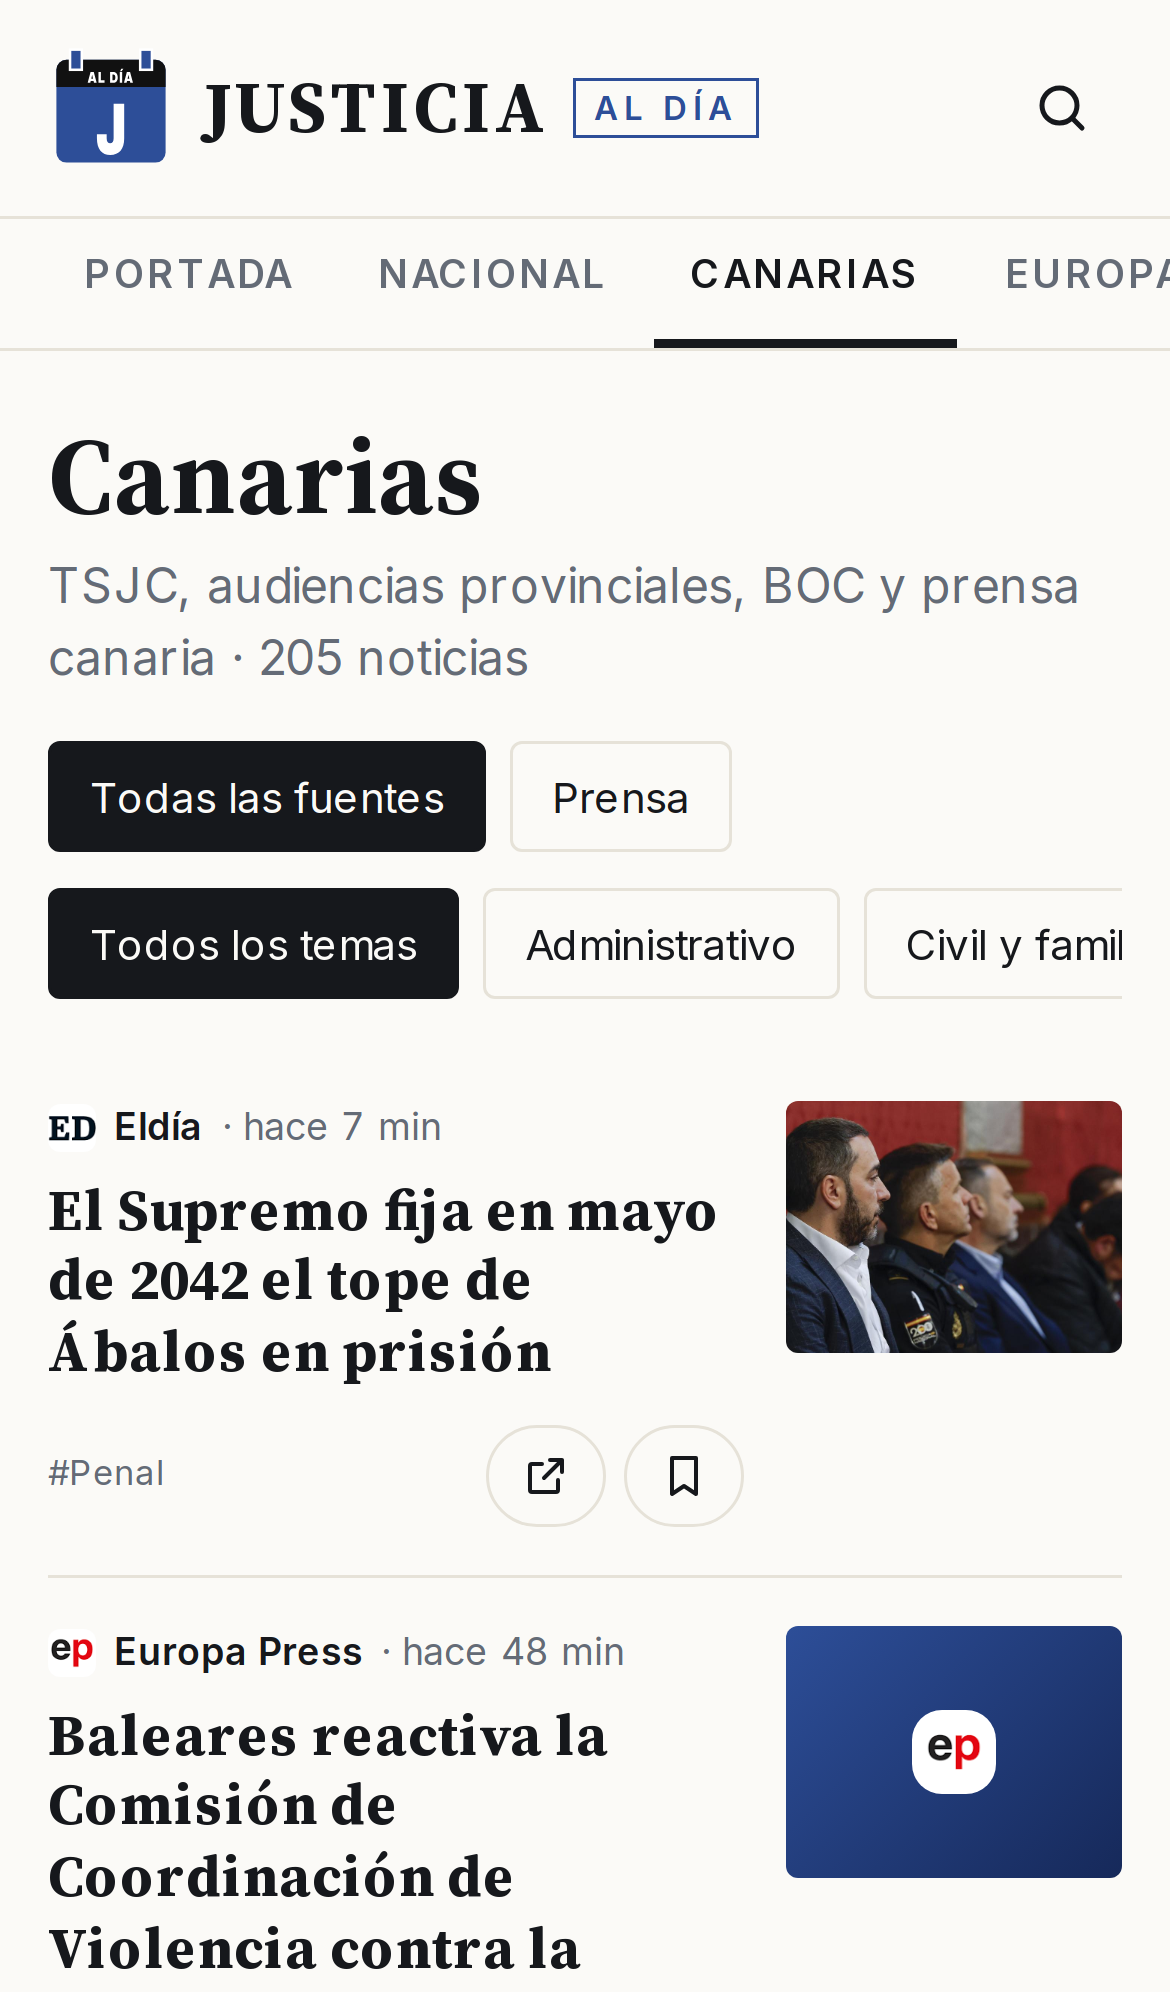 AL DÍA
J
JUSTICIA
AL DÍA
PORTADA NACIONAL CANARIAS EUROPA
Canarias
TSJC, audiencias provinciales, BOC y prensa
canaria · 205 noticias
Todas las fuentes Prensa
Todos los temas Administrativo Civil y famil
ED Eldía · hace 7 min
El Supremo fija en mayo
de 2042 el tope de
Ábalos en prisión
#Penal
ep Europa Press · hace 48 min
ep
Baleares reactiva la
Comisión de
Coordinación de
Violencia contra la